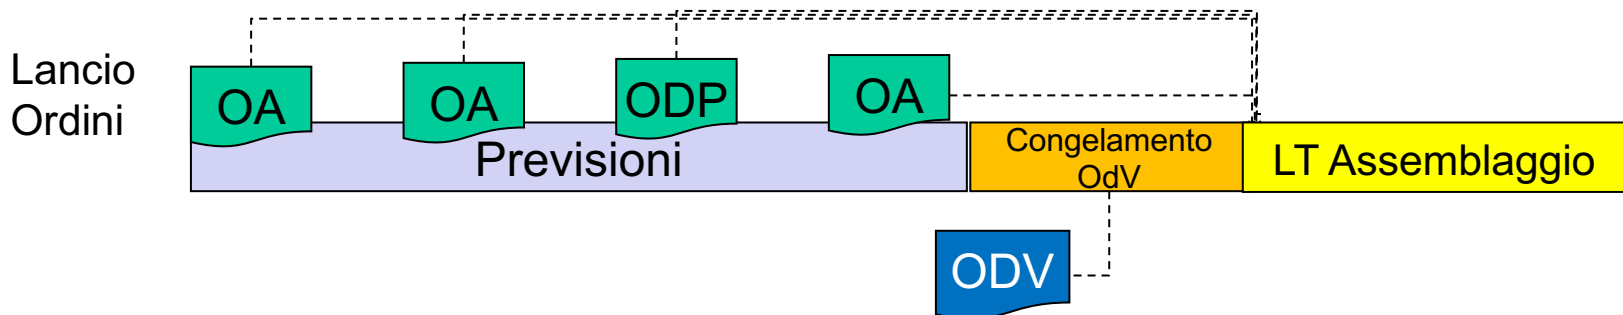 Lancio
Ordini
OA
OA
ODP
OA
Previsioni
Congelamento
OdV
LT Assemblaggio
ODV